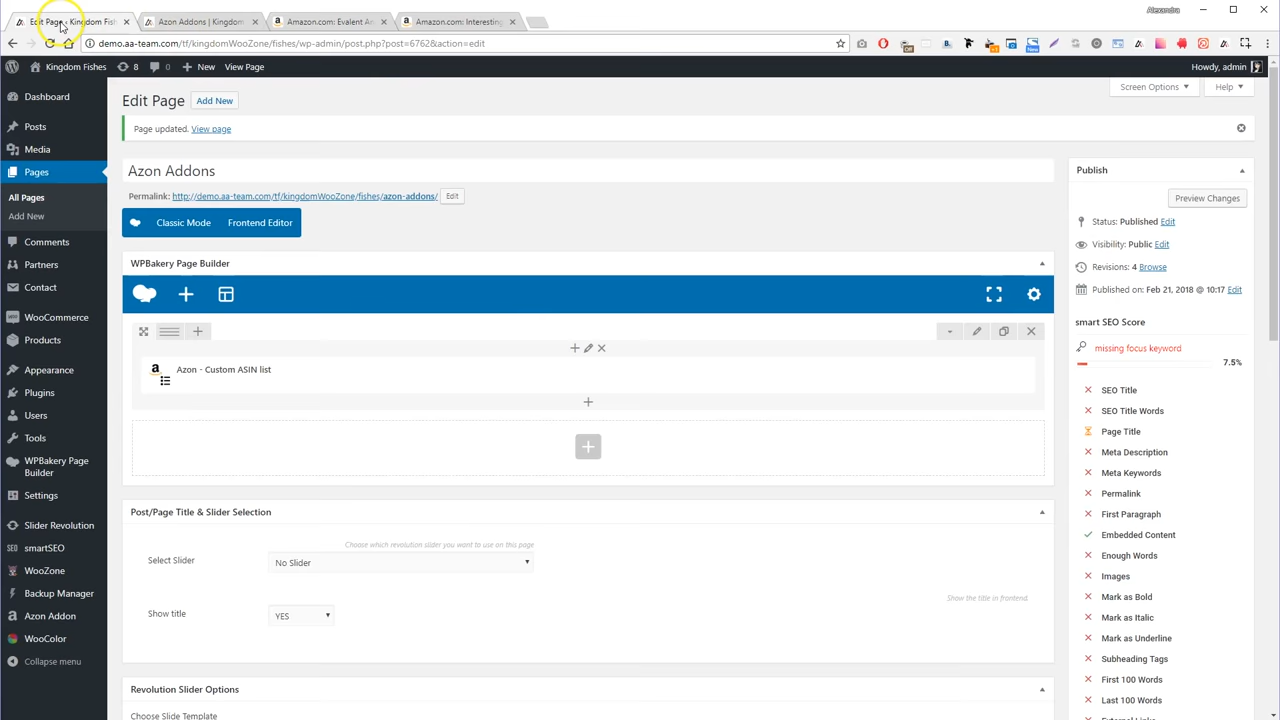 Alexandra
Edit Page ‹ Kingdom Fish
Azon Addons | Kingdom
Amazon.com: Evalent An
Amazon.com: Interesting
demo.aa-team.com/tf/kingdomWooZone/fishes/wp-admin/post.php?post=6762&action=edit
Kingdom Fishes
8
0
New
View Page
Howdy, admin
Screen Options
Help
Dashboard
Posts
Media
Pages
All Pages
Add New
Comments
Partners
Contact
WooCommerce
Products
Appearance
Plugins
Users
Tools
WPBakery Page
Builder
Settings
Slider Revolution
SEO smartSEO
WooZone
Backup Manager
Azon Addon
WooColor
Collapse menu
Edit Page
Add New
Page updated. View page
Azon Addons
Permalink: http://demo.aa-team.com/tf/kingdomWooZone/fishes/azon-addons/ Edit
Classic Mode
Frontend Editor
WPBakery Page Builder
Azon - Custom ASIN list
Post/Page Title & Slider Selection
Choose which revolution slider you want to use on this page
Select Slider
No Slider
Show the title in frontend.
Show title
YES
Revolution Slider Options
Choose Slide Template
Publish
Preview Changes
Status: Published Edit
Visibility: Public Edit
Revisions: 4 Browse
Published on: Feb 21, 2018 @ 10:17 Edit
smart SEO Score
missing focus keyword
7.5%
SEO Title
SEO Title Words
Page Title
Meta Description
Meta Keywords
Permalink
First Paragraph
Embedded Content
Enough Words
Images
Mark as Bold
Mark as Italic
Mark as Underline
Subheading Tags
First 100 Words
Last 100 Words
External Links